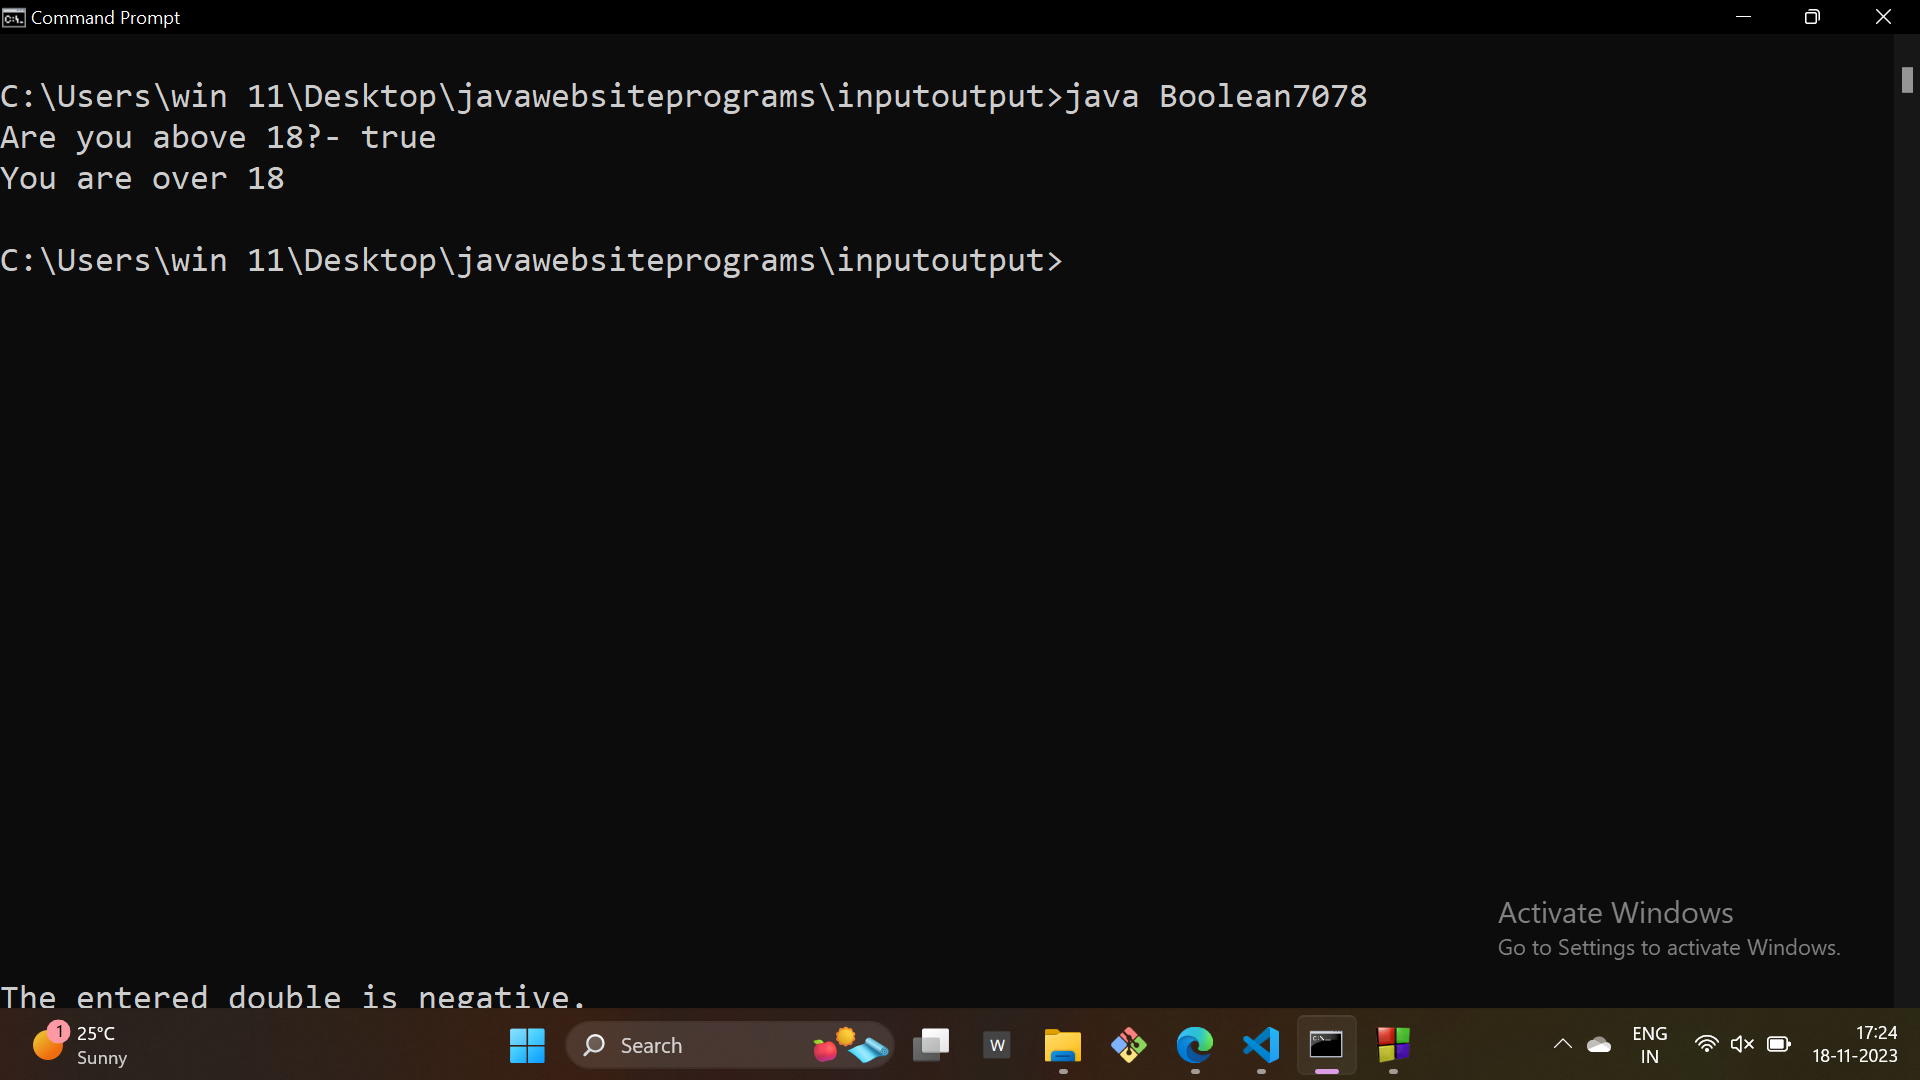 Command Prompt
C:\Users\win 11\Desktop\javawebsiteprograms\inputoutput>java Boolean7078
Are you above 18?- true
You are over 18
C:\Users\win 11\Desktop\javawebsiteprograms\inputoutput>
Activate Windows
Go to Settings to activate Windows.
The entered double is negative.
1
25°C
Sunny
Search
W
ENG
IN
17:24
18-11-2023